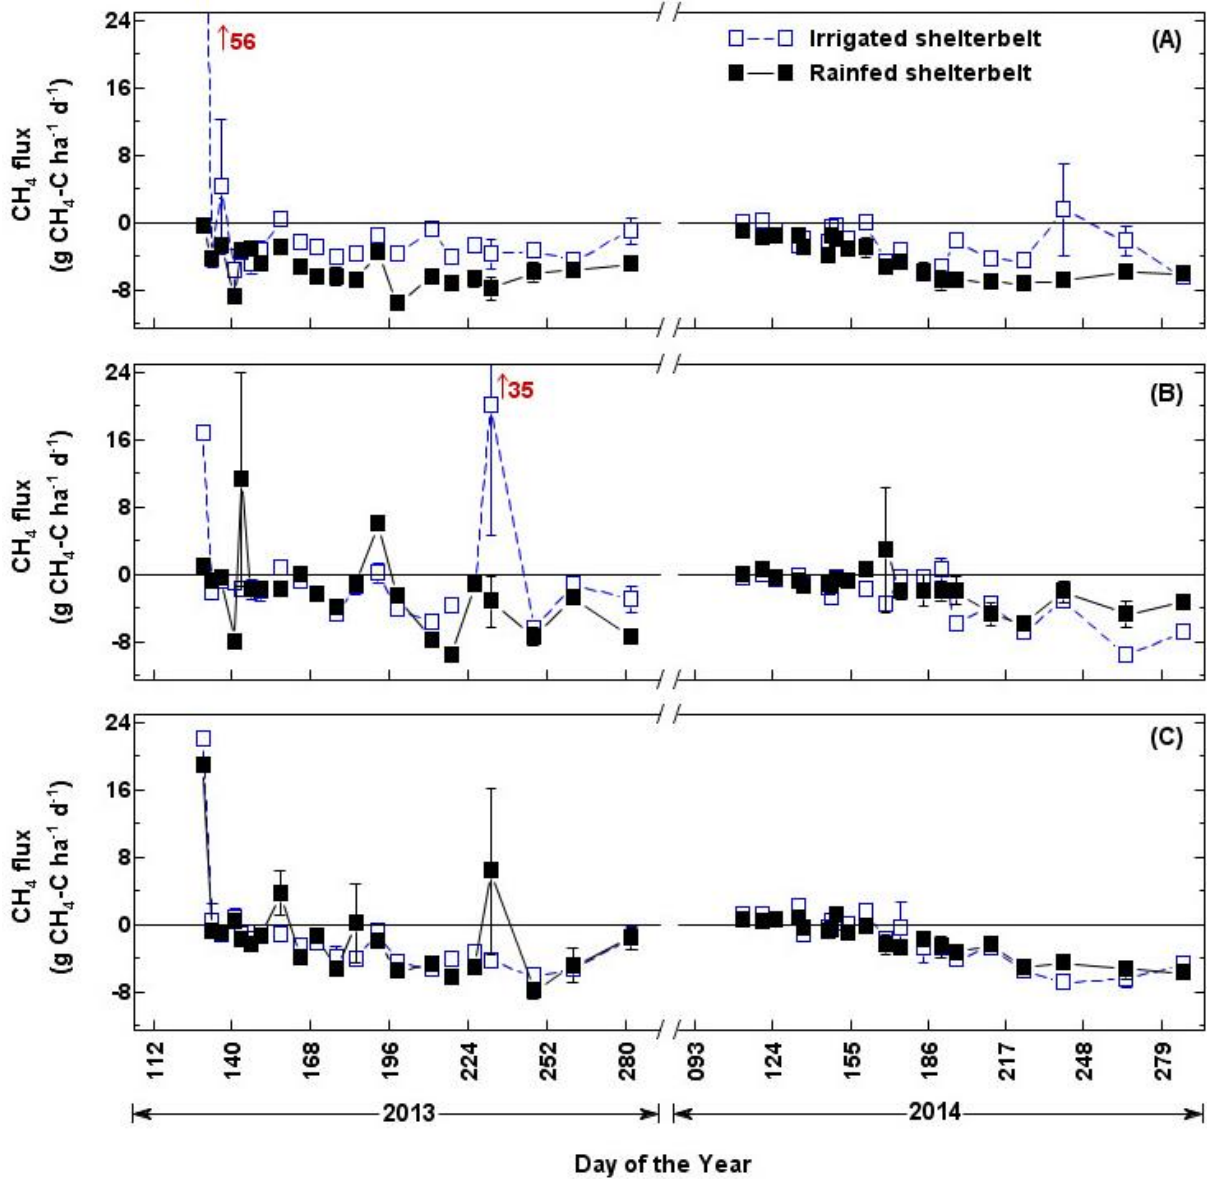 24
16
8
0
-8
CH₄ flux
(g CH₄-C ha⁻¹ d⁻¹)
↑56
Irrigated shelterbelt
Rainfed shelterbelt
(A)
24
16
8
0
-8
CH₄ flux
(g CH₄-C ha⁻¹ d⁻¹)
↑35
(B)
24
16
8
0
-8
CH₄ flux
(g CH₄-C ha⁻¹ d⁻¹)
(C)
112 140 168 196 224 252 280 093 124 155 186 217 248 279
2013 2014
Day of the Year